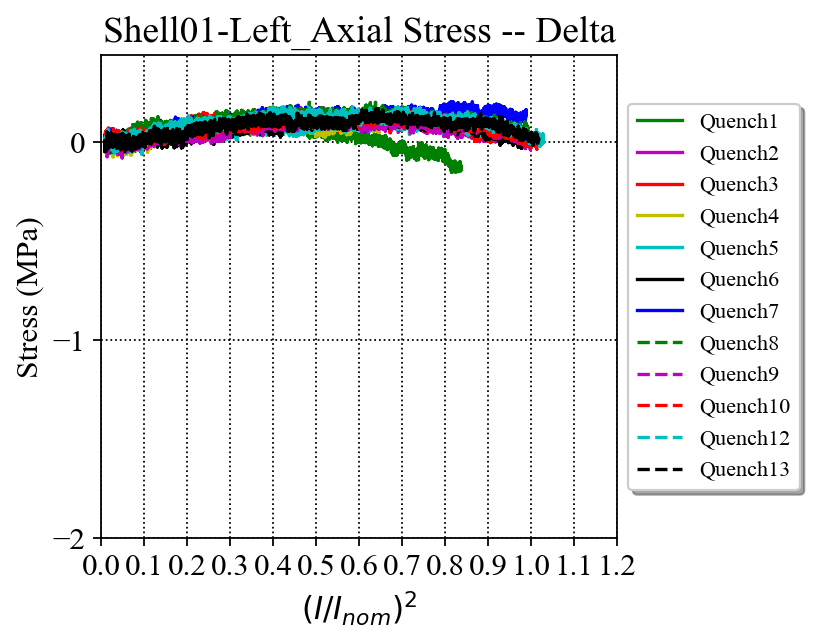 Shell01-Left_Axial Stress -- Delta
Stress (MPa)
0
−1
−2
0.0 0.1 0.2 0.3 0.4 0.5 0.6 0.7 0.8 0.9 1.0 1.1 1.2
(I/I_nom)^2
Quench1
Quench2
Quench3
Quench4
Quench5
Quench6
Quench7
Quench8
Quench9
Quench10
Quench12
Quench13